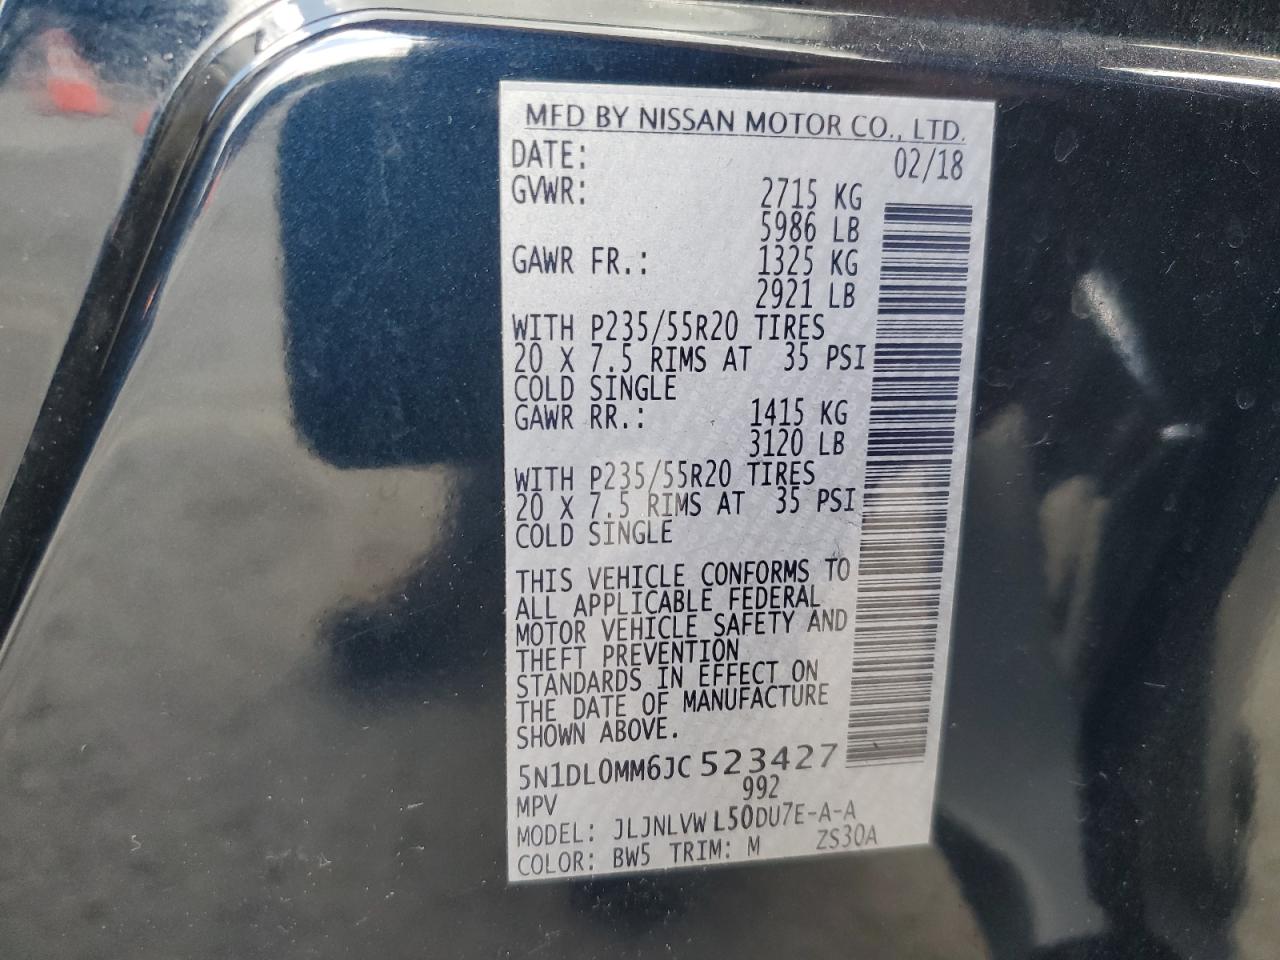 MFD BY NISSAN MOTOR CO., LTD.
DATE: 02/18
GVWR: 2715 KG
5986 LB
GAWR FR.: 1325 KG
2921 LB
WITH P235/55R20 TIRES
20 X 7.5 RIMS AT 35 PSI
COLD SINGLE
GAWR RR.: 1415 KG
3120 LB
WITH P235/55R20 TIRES
20 X 7.5 RIMS AT 35 PSI
COLD SINGLE
THIS VEHICLE CONFORMS TO
ALL APPLICABLE FEDERAL
MOTOR VEHICLE SAFETY AND
THEFT PREVENTION
STANDARDS IN EFFECT ON
THE DATE OF MANUFACTURE
SHOWN ABOVE.
5N1DL0MM6JC523427
MPV 992
MODEL: JLJNLVWL50DU7E-A-A
COLOR: BW5 TRIM: M ZS30A